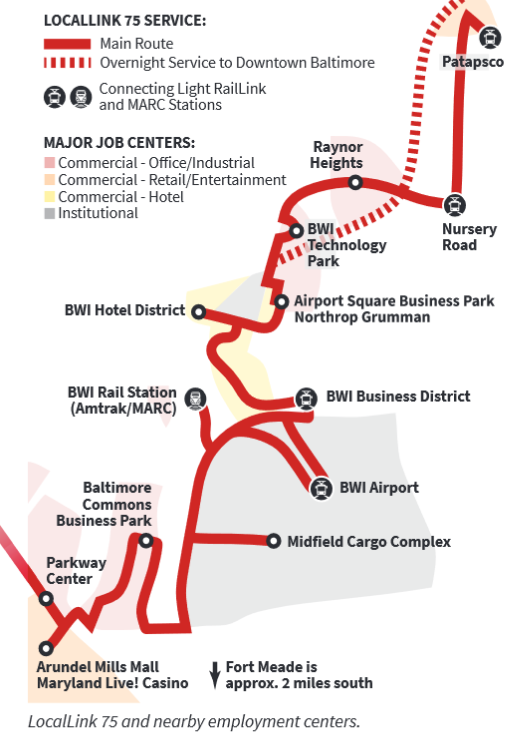 LOCALLINK 75 SERVICE:
Main Route
Overnight Service to Downtown Baltimore
Connecting Light RailLink
and MARC Stations
Patapsco
MAJOR JOB CENTERS:
Commercial - Office/Industrial
Commercial - Retail/Entertainment
Commercial - Hotel
Institutional
Raynor
Heights
Nursery
Road
BWI
Technology
Park
BWI Hotel District
Airport Square Business Park
Northrop Grumman
BWI Rail Station
(Amtrak/MARC)
BWI Business District
BWI Airport
Baltimore
Commons
Business Park
Midfield Cargo Complex
Parkway
Center
Arundel Mills Mall
Maryland Live! Casino
Fort Meade is
approx. 2 miles south
LocalLink 75 and nearby employment centers.